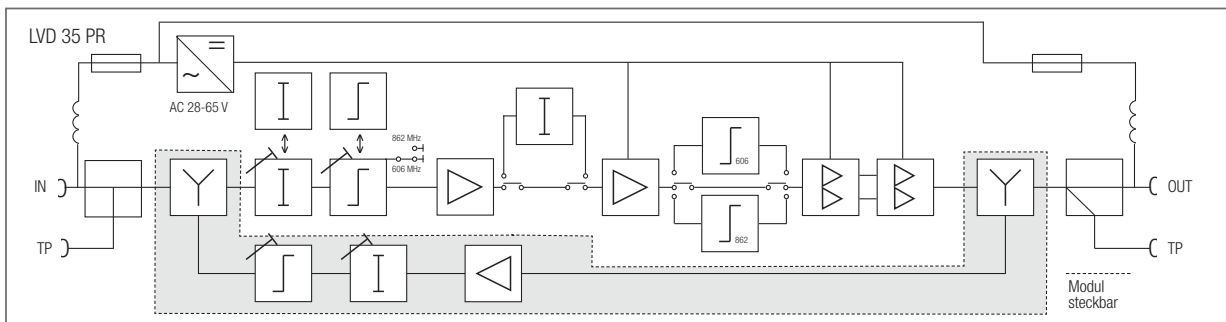 LVD 35 PR
AC 28-65 V
862 MHz
606 MHz
606
IN
OUT
862
TP
TP
Modul
steckbar